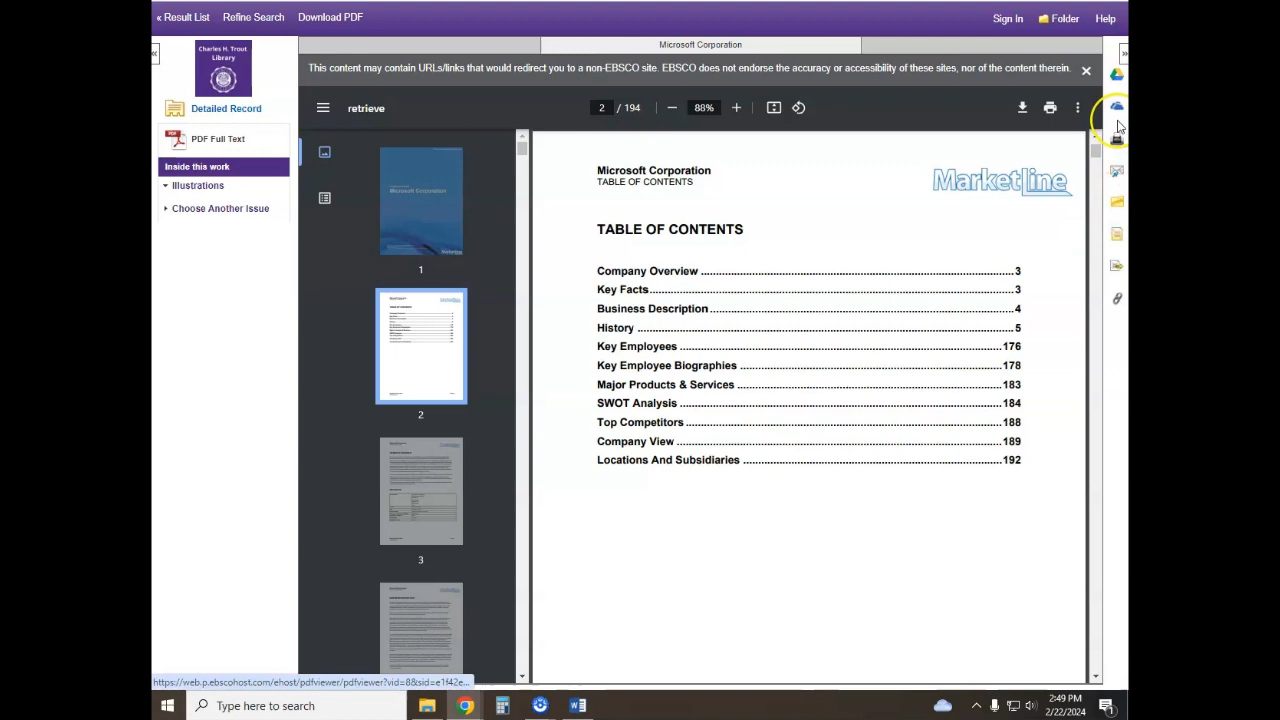 « Result List Refine Search Download PDF Sign In Folder Help
Charles H. Trout
Library
Detailed Record
PDF Full Text
Inside this work
Illustrations
Choose Another Issue
Microsoft Corporation
This content may contain URLs/links that would redirect you to a non-EBSCO site. EBSCO does not endorse the accuracy or accessibility of these sites, nor of the content therein.
retrieve 2 / 194 88%
Microsoft Corporation
1
2
3
Microsoft Corporation
TABLE OF CONTENTS
MarketLine
TABLE OF CONTENTS
Company Overview ........ 3
Key Facts ........ 3
Business Description ........ 4
History ........ 5
Key Employees ........ 176
Key Employee Biographies ........ 178
Major Products & Services ........ 183
SWOT Analysis ........ 184
Top Competitors ........ 188
Company View ........ 189
Locations And Subsidiaries ........ 192
https://web.p.ebscohost.com/ehost/pdfviewer/pdfviewer?vid=8&sid=e1f42e...
Type here to search
2:49 PM
2/22/2024
1